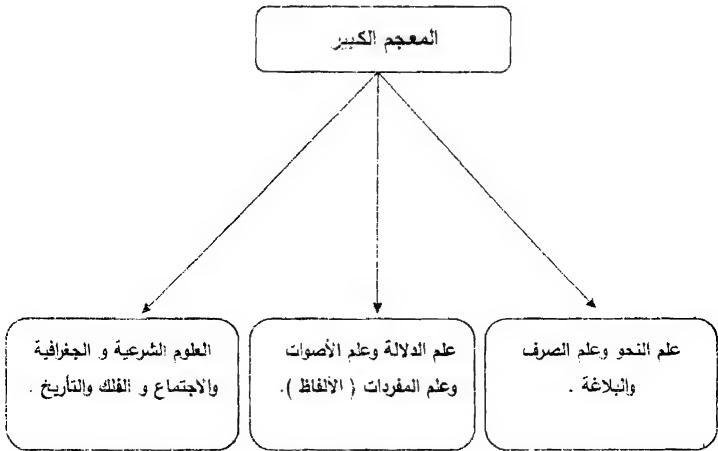 المعجم الكبير
علم النحو وعلم الصرف
والبلاغة .
علم الدلالة وعلم الأصوات
وعلم المفردات ( الألفاظ ).
العلوم الشرعية و الجغرافية
والاجتماع و الفلك والتأريخ .